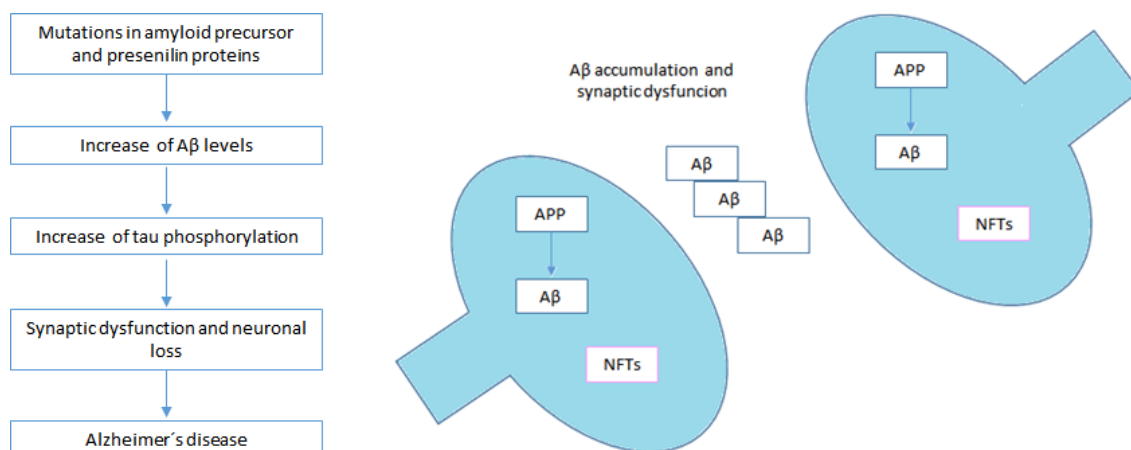 Mutations in amyloid precursor
and presenilin proteins
Increase of Aβ levels
Increase of tau phosphorylation
Synaptic dysfunction and neuronal
loss
Alzheimer´s disease
Aβ accumulation and
synaptic dysfuncion
Aβ
Aβ
Aβ
APP
Aβ
NFTs
APP
Aβ
NFTs